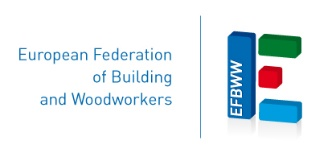 European Federation
of Building
and Woodworkers
EFBWW